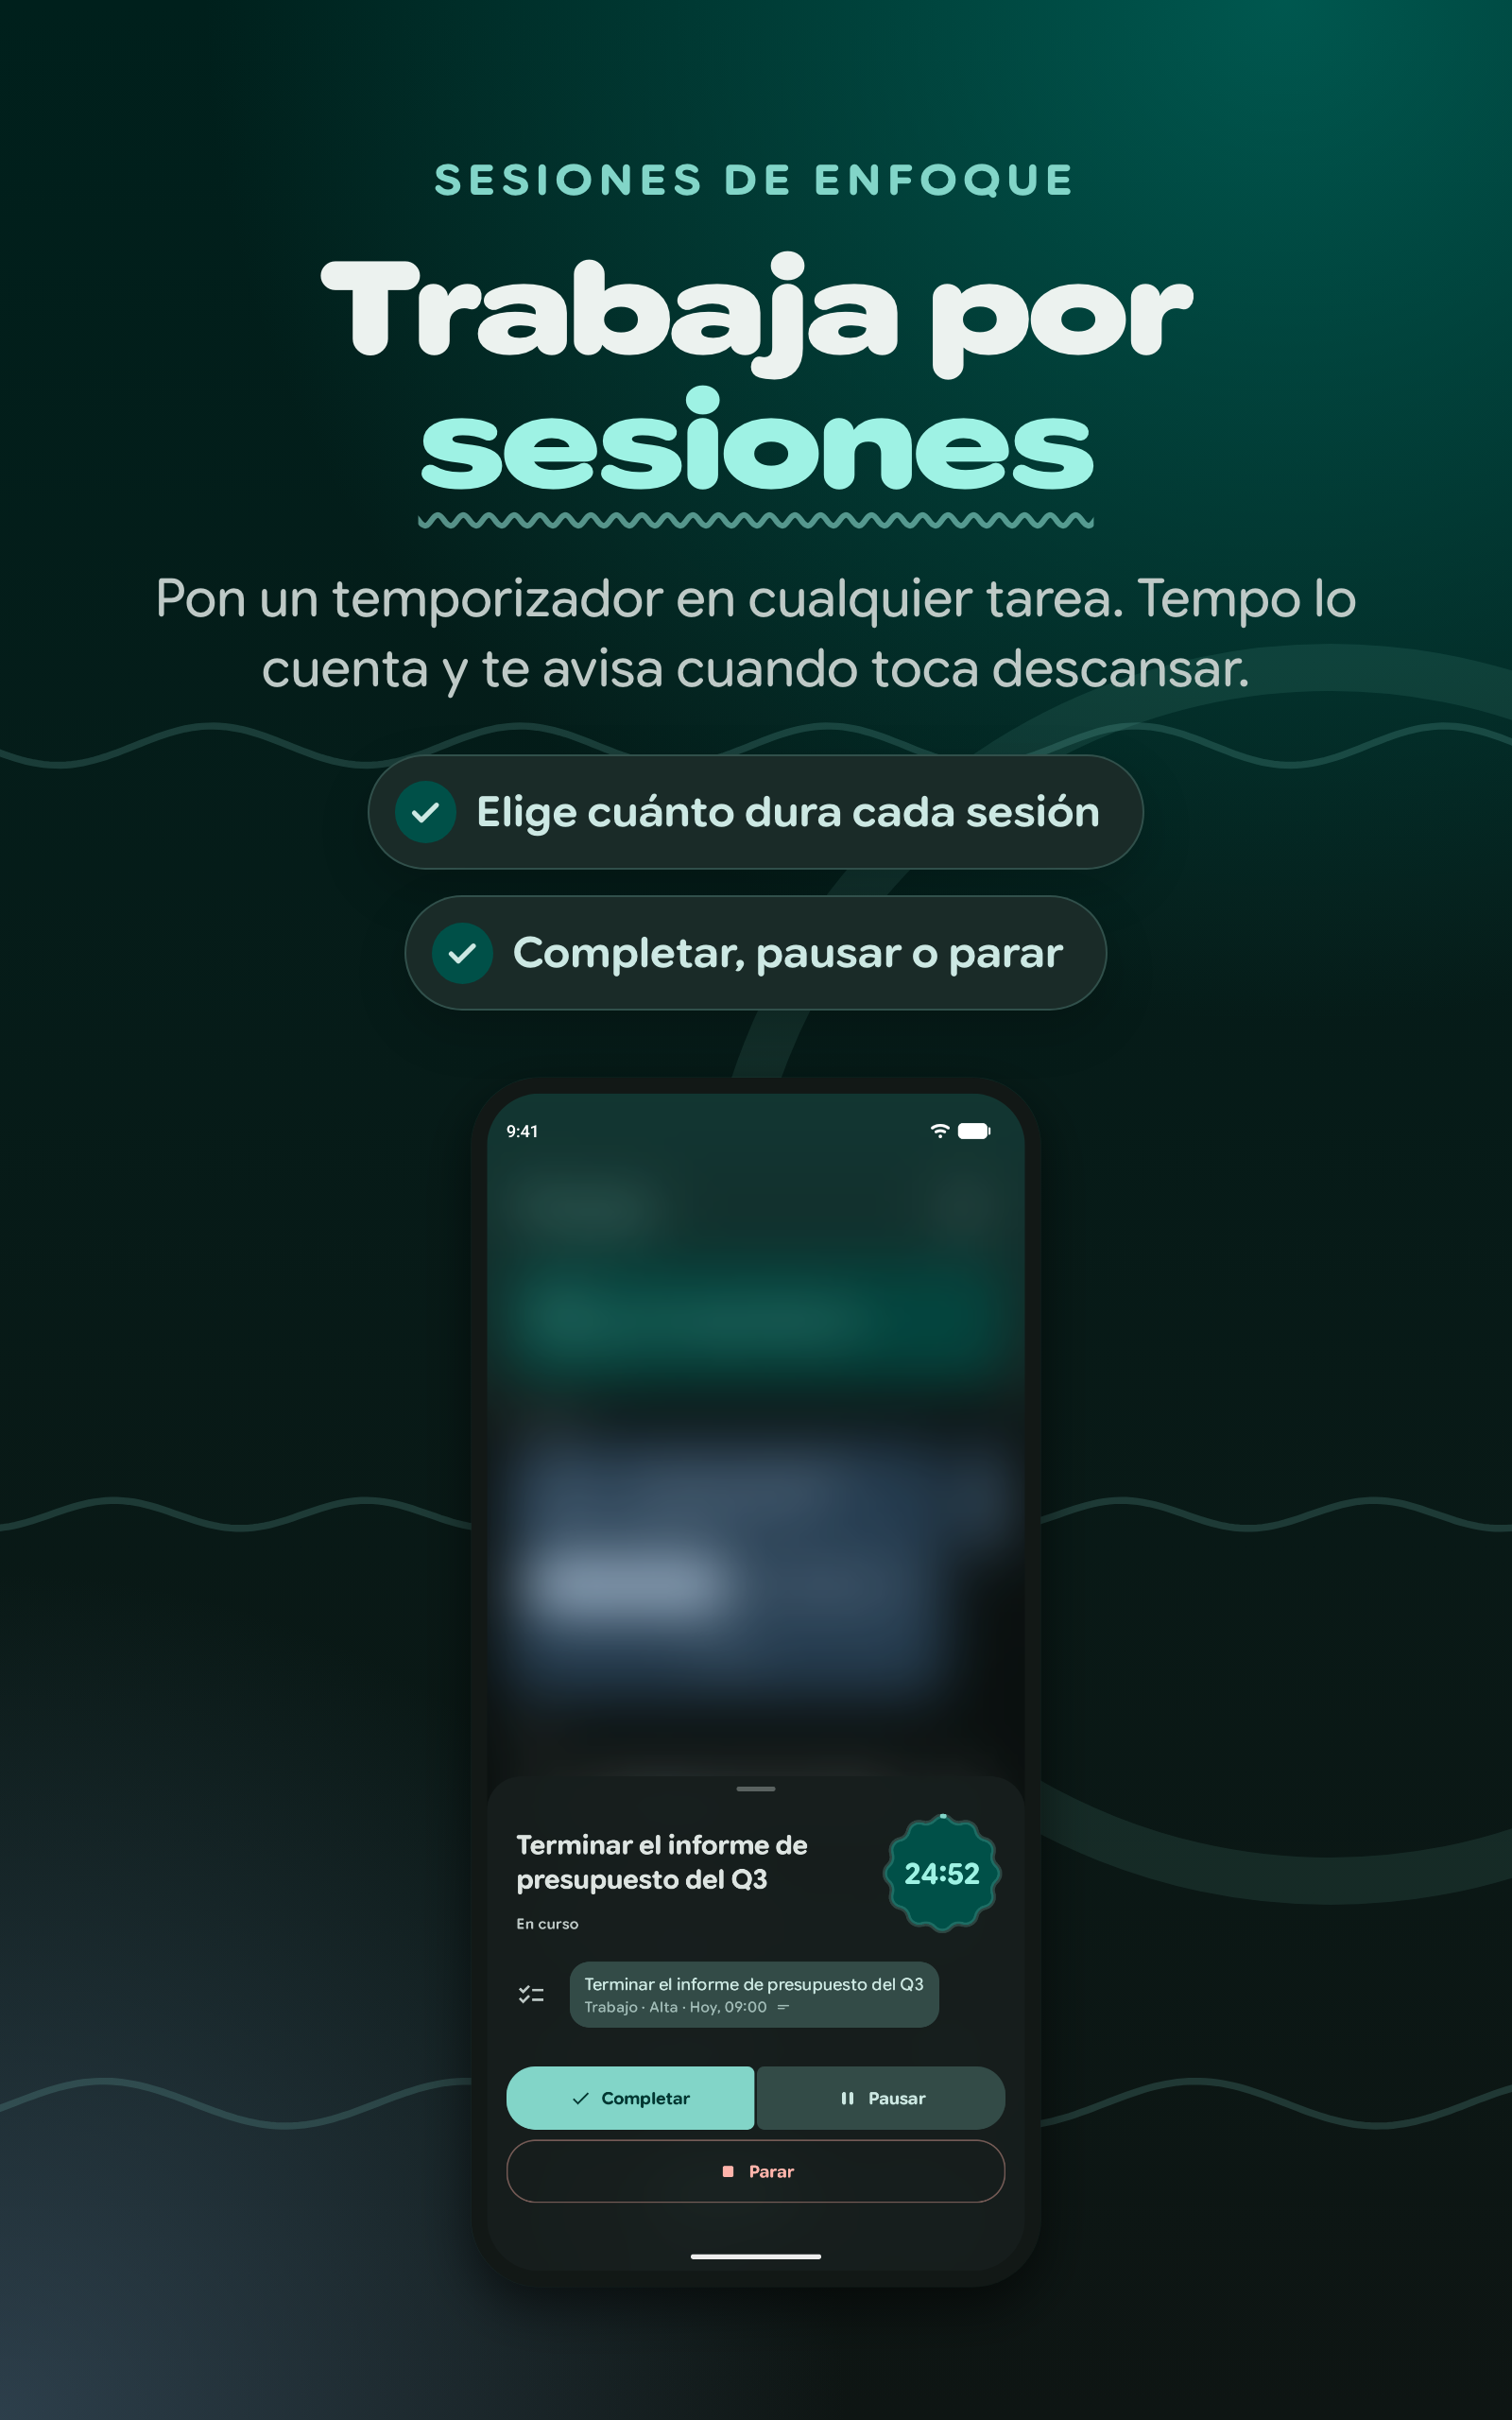 SESIONES DE ENFOQUE
Trabaja por
sesiones
Pon un temporizador en cualquier tarea. Tempo lo
cuenta y te avisa cuando toca descansar.
Elige cuánto dura cada sesión
Completar, pausar o parar
9:41
Terminar el informe de
presupuesto del Q3
24:52
En curso
Terminar el informe de presupuesto del Q3
Trabajo · Alta · Hoy, 09:00
Completar
Pausar
Parar